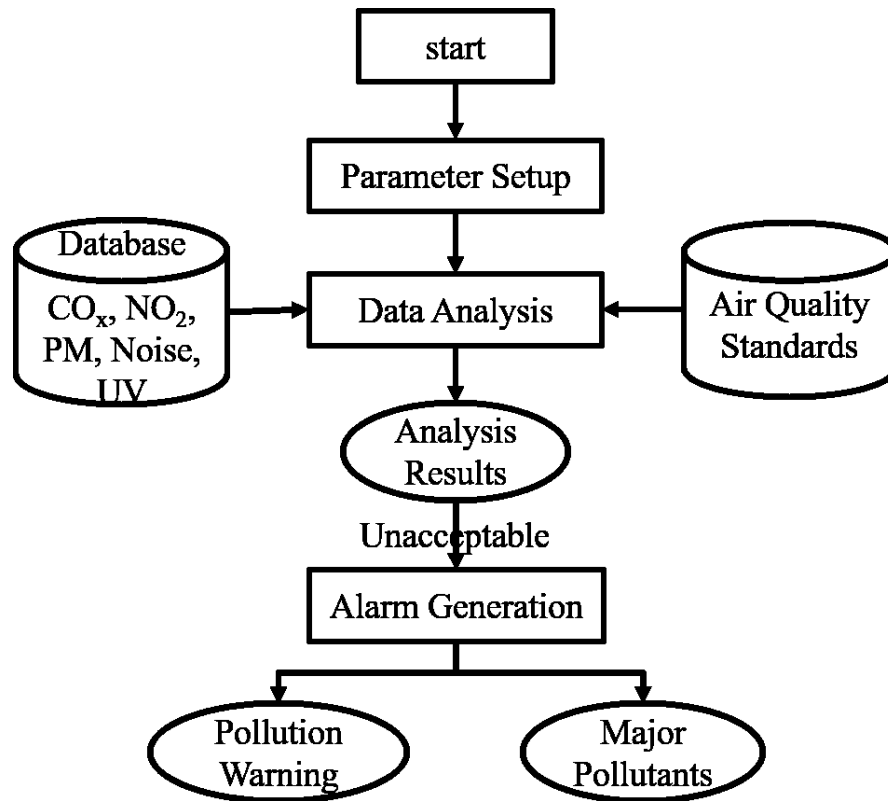 start
Parameter Setup
Database
COₓ, NO₂,
PM, Noise,
UV
Data Analysis
Air Quality
Standards
Analysis
Results
Unacceptable
Alarm Generation
Pollution
Warning
Major
Pollutants